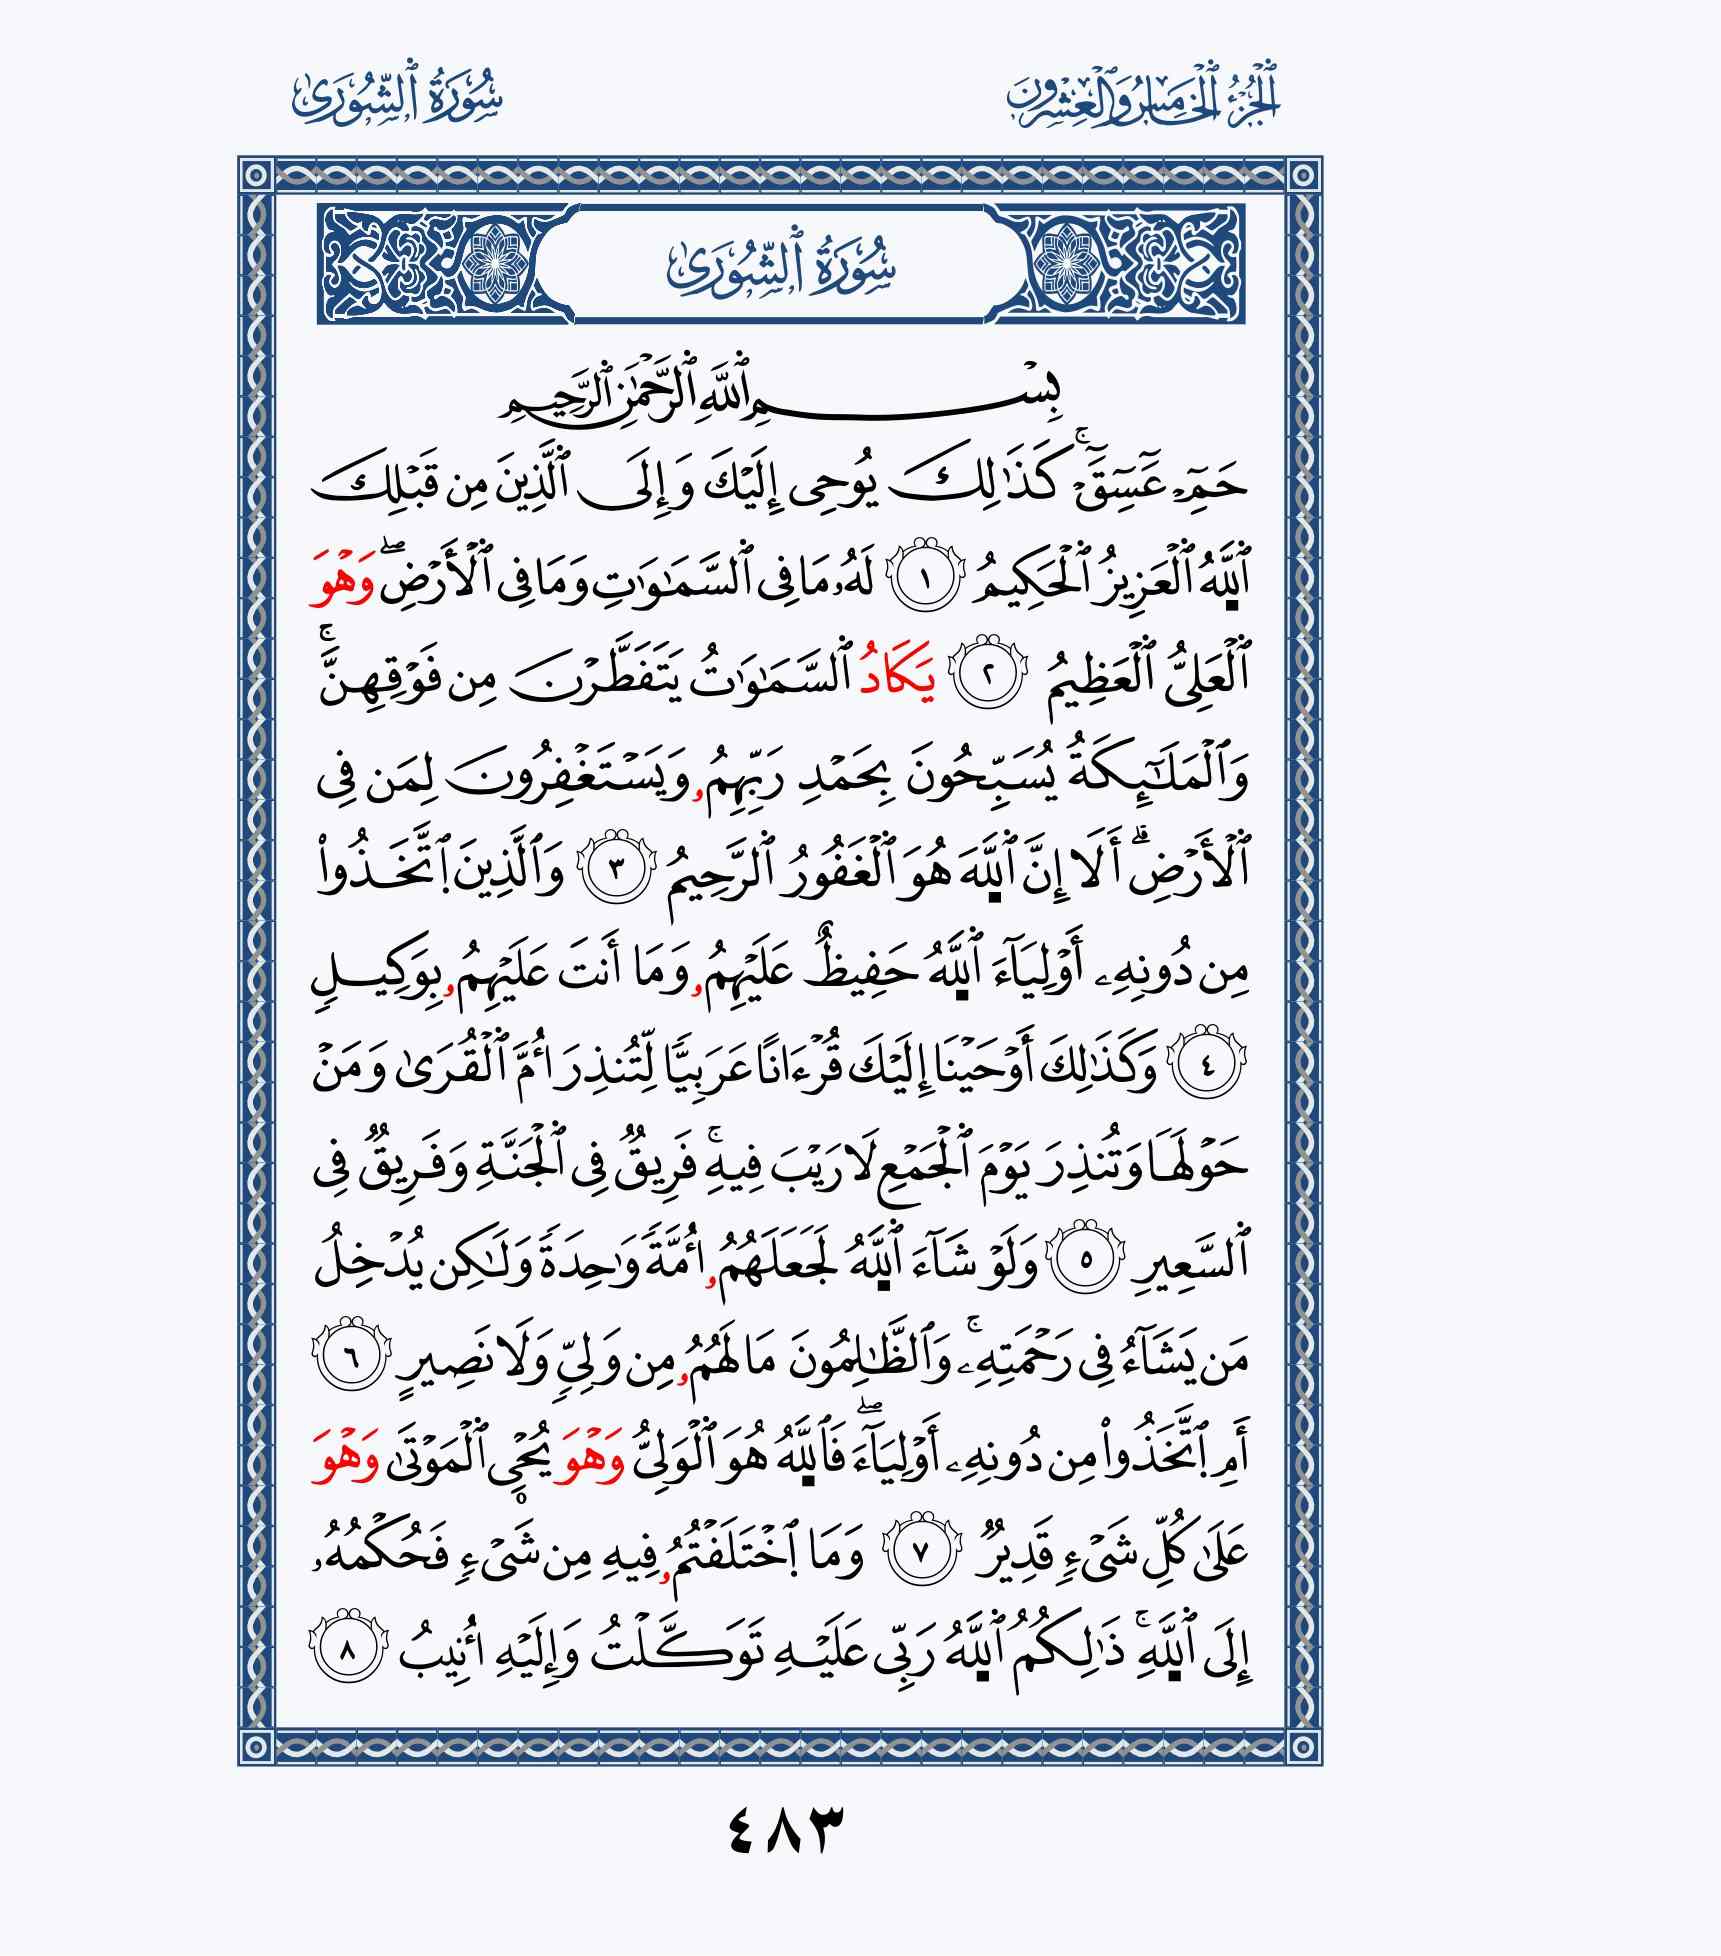 ٱلْجُزْءُ ٱلْخَامِسُ وَٱلْعِشْرُونَ
سُورَةُ ٱلشُّورَىٰ
سُورَةُ ٱلشُّورَىٰ
بِسْمِ ٱللَّهِ ٱلرَّحْمَٰنِ ٱلرَّحِيمِ
حَمِٓ عَٓسِٓقَٓۚ كَذَٰلِكَ يُوحِى إِلَيْكَ وَإِلَى ٱلَّذِينَ مِن قَبْلِكَ
ٱللَّهُ ٱلْعَزِيزُ ٱلْحَكِيمُ ١ لَهُۥ مَا فِى ٱلسَّمَٰوَٰتِ وَمَا فِى ٱلْأَرْضِۖ وَهْوَ
ٱلْعَلِىُّ ٱلْعَظِيمُ ٢ يَكَادُ ٱلسَّمَٰوَٰتُ يَتَفَطَّرْنَ مِن فَوْقِهِنَّۚ
وَٱلْمَلَٰٓئِكَةُ يُسَبِّحُونَ بِحَمْدِ رَبِّهِمُۥ وَيَسْتَغْفِرُونَ لِمَن فِى
ٱلْأَرْضِۗ أَلَا إِنَّ ٱللَّهَ هُوَ ٱلْغَفُورُ ٱلرَّحِيمُ ٣ وَٱلَّذِينَ ٱتَّخَذُوا۟
مِن دُونِهِۦ أَوْلِيَآءَ ٱللَّهُ حَفِيظٌ عَلَيْهِمُۥ وَمَا أَنتَ عَلَيْهِمُۥ بِوَكِيلٍ
٤ وَكَذَٰلِكَ أَوْحَيْنَا إِلَيْكَ قُرْءَانًا عَرَبِيًّا لِّتُنذِرَ أُمَّ ٱلْقُرَىٰ وَمَنْ
حَوْلَهَا وَتُنذِرَ يَوْمَ ٱلْجَمْعِ لَا رَيْبَ فِيهِۚ فَرِيقٌ فِى ٱلْجَنَّةِ وَفَرِيقٌ فِى
ٱلسَّعِيرِ ٥ وَلَوْ شَآءَ ٱللَّهُ لَجَعَلَهُمُۥ أُمَّةً وَٰحِدَةً وَلَٰكِن يُدْخِلُ
مَن يَشَآءُ فِى رَحْمَتِهِۦۚ وَٱلظَّٰلِمُونَ مَا لَهُمُۥ مِن وَلِىٍّ وَلَا نَصِيرٍ ٦
أَمِ ٱتَّخَذُوا۟ مِن دُونِهِۦ أَوْلِيَآءَۖ فَٱللَّهُ هُوَ ٱلْوَلِىُّ وَهْوَ يُحْىِ ٱلْمَوْتَىٰ وَهْوَ
عَلَىٰ كُلِّ شَىْءٍ قَدِيرٌ ٧ وَمَا ٱخْتَلَفْتُمُۥ فِيهِ مِن شَىْءٍ فَحُكْمُهُۥ
إِلَى ٱللَّهِۚ ذَٰلِكُمُ ٱللَّهُ رَبِّى عَلَيْهِ تَوَكَّلْتُ وَإِلَيْهِ أُنِيبُ ٨
٤٨٣